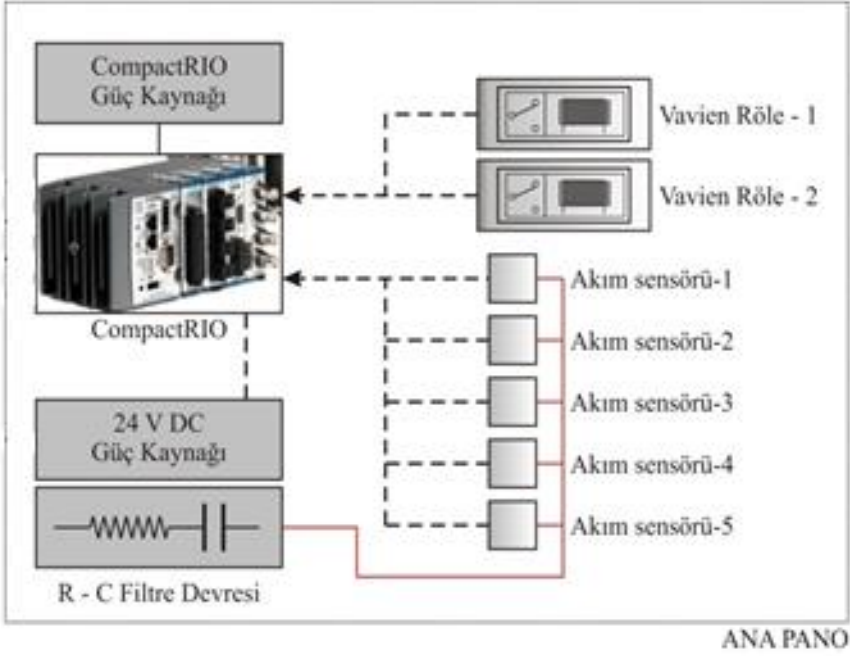 CompactRIO
Güç Kaynağı
CompactRIO
24 V DC
Güç Kaynağı
R - C Filtre Devresi
Vavien Röle - 1
Vavien Röle - 2
Akım sensörü-1
Akım sensörü-2
Akım sensörü-3
Akım sensörü-4
Akım sensörü-5
ANA PANO